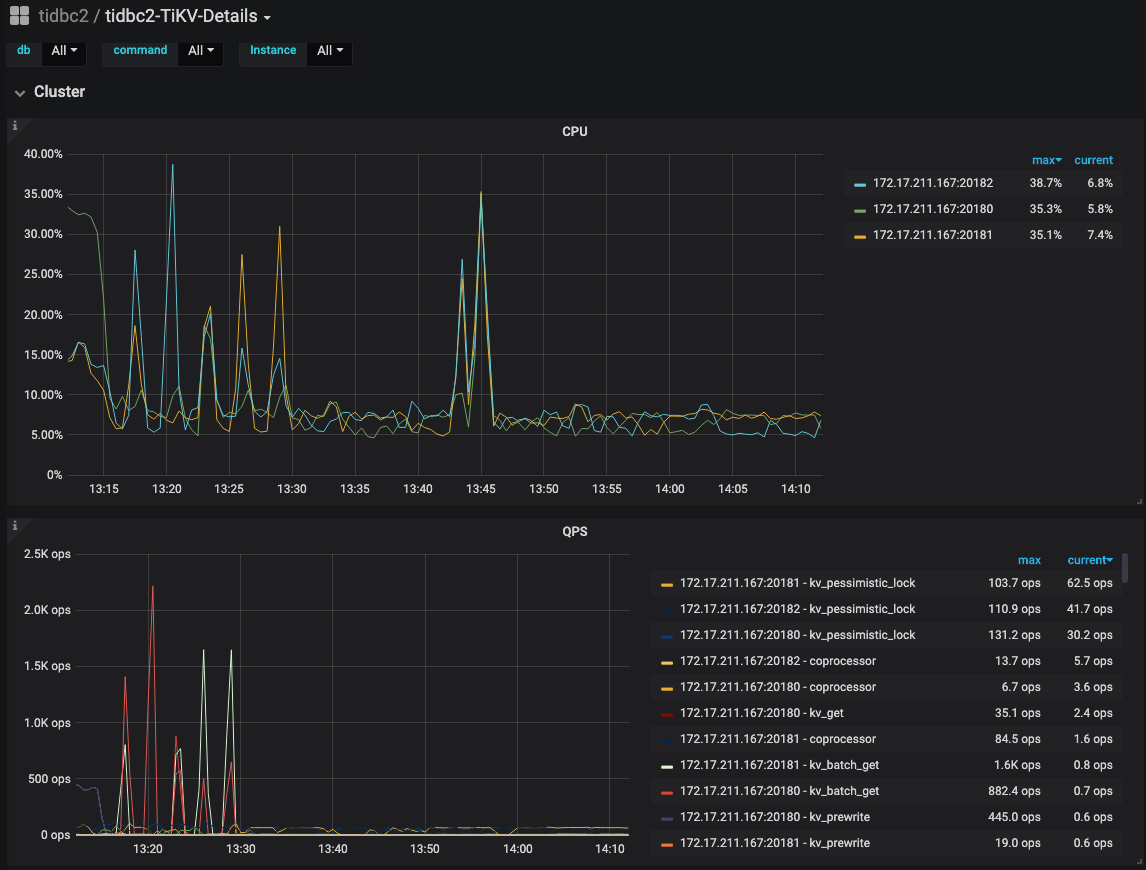 tidbc2 / tidbc2-TiKV-Details
db All command All Instance All
Cluster
CPU
40.00%
35.00%
30.00%
25.00%
20.00%
15.00%
10.00%
5.00%
0%
13:15 13:20 13:25 13:30 13:35 13:40 13:45 13:50 13:55 14:00 14:05 14:10
max current
172.17.211.167:20182 38.7% 6.8%
172.17.211.167:20180 35.3% 5.8%
172.17.211.167:20181 35.1% 7.4%
QPS
2.5K ops
2.0K ops
1.5K ops
1.0K ops
500 ops
0 ops
13:20 13:30 13:40 13:50 14:00 14:10
max current
172.17.211.167:20181 - kv_pessimistic_lock 103.7 ops 62.5 ops
172.17.211.167:20182 - kv_pessimistic_lock 110.9 ops 41.7 ops
172.17.211.167:20180 - kv_pessimistic_lock 131.2 ops 30.2 ops
172.17.211.167:20182 - coprocessor 13.7 ops 5.7 ops
172.17.211.167:20180 - coprocessor 6.7 ops 3.6 ops
172.17.211.167:20180 - kv_get 35.1 ops 2.4 ops
172.17.211.167:20181 - coprocessor 84.5 ops 1.6 ops
172.17.211.167:20181 - kv_batch_get 1.6K ops 0.8 ops
172.17.211.167:20180 - kv_batch_get 882.4 ops 0.7 ops
172.17.211.167:20180 - kv_prewrite 445.0 ops 0.6 ops
172.17.211.167:20181 - kv_prewrite 19.0 ops 0.6 ops